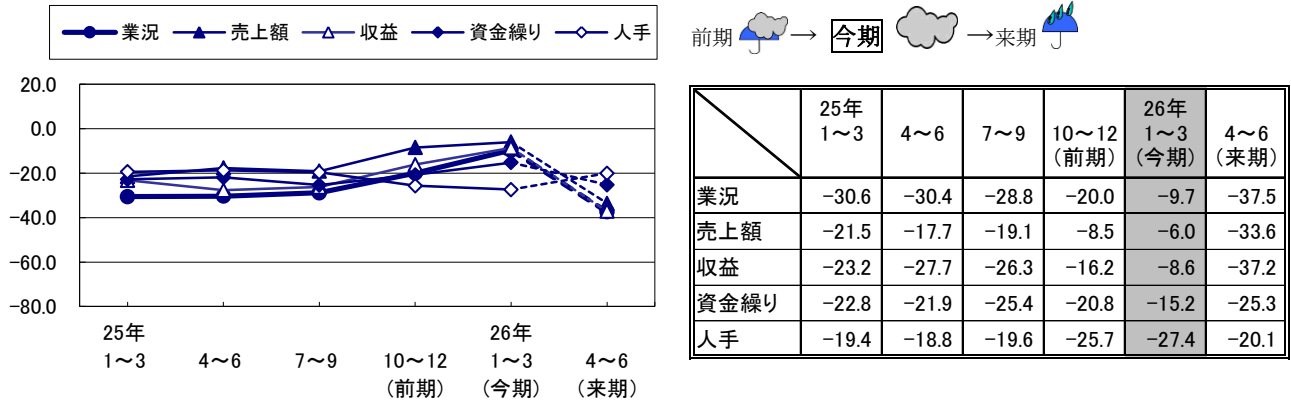 業況 売上額 収益 資金繰り 人手
20.0
0.0
−20.0
−40.0
−60.0
−80.0
25年 26年
1～3 4～6 7～9 10～12 1～3 4～6
(前期) (今期) (来期)
前期 → 今期 → 来期
25年 26年
1～3 4～6 7～9 10～12 1～3 4～6
(前期) (今期) (来期)
業況 −30.6 −30.4 −28.8 −20.0 −9.7 −37.5
売上額 −21.5 −17.7 −19.1 −8.5 −6.0 −33.6
収益 −23.2 −27.7 −26.3 −16.2 −8.6 −37.2
資金繰り −22.8 −21.9 −25.4 −20.8 −15.2 −25.3
人手 −19.4 −18.8 −19.6 −25.7 −27.4 −20.1